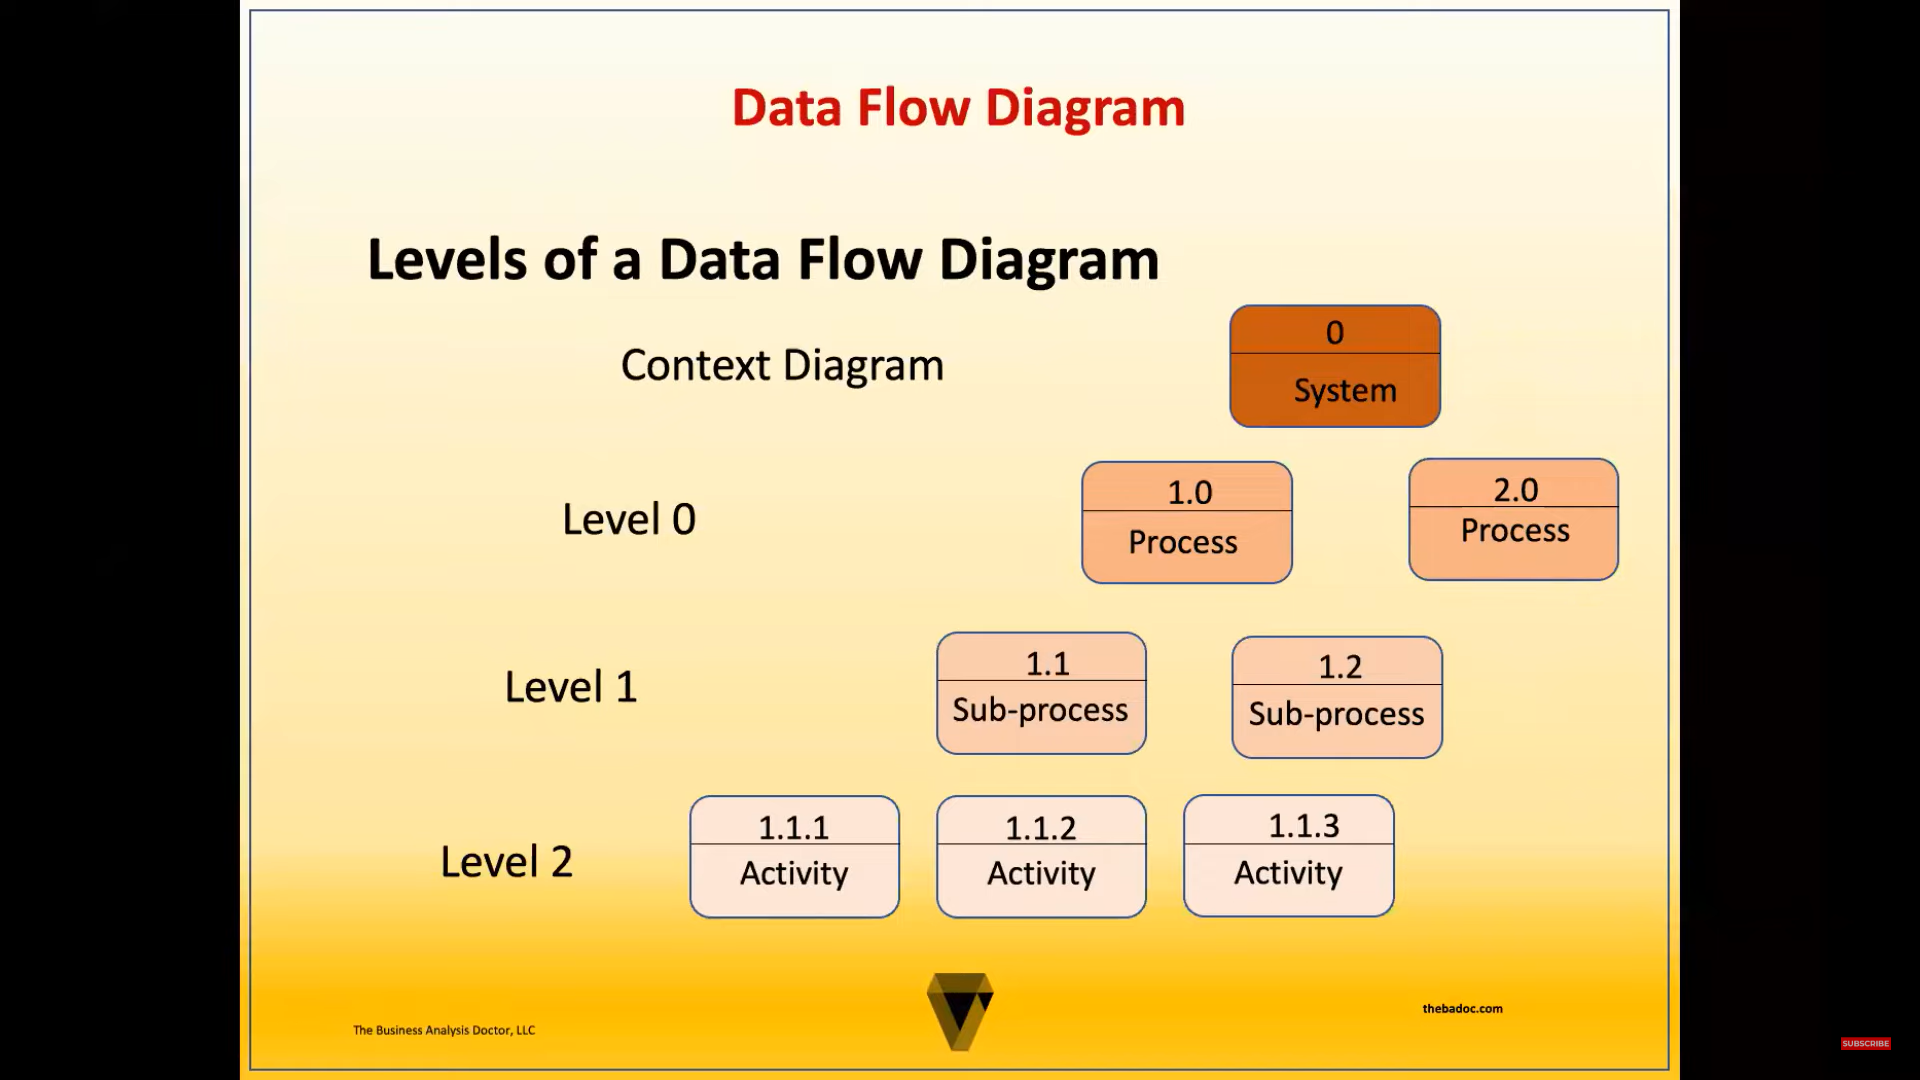 Data Flow Diagram
Levels of a Data Flow Diagram
Context Diagram
0
System
Level 0
1.0
Process
2.0
Process
Level 1
1.1
Sub-process
1.2
Sub-process
Level 2
1.1.1
Activity
1.1.2
Activity
1.1.3
Activity
The Business Analysis Doctor, LLC
thebadoc.com
SUBSCRIBE